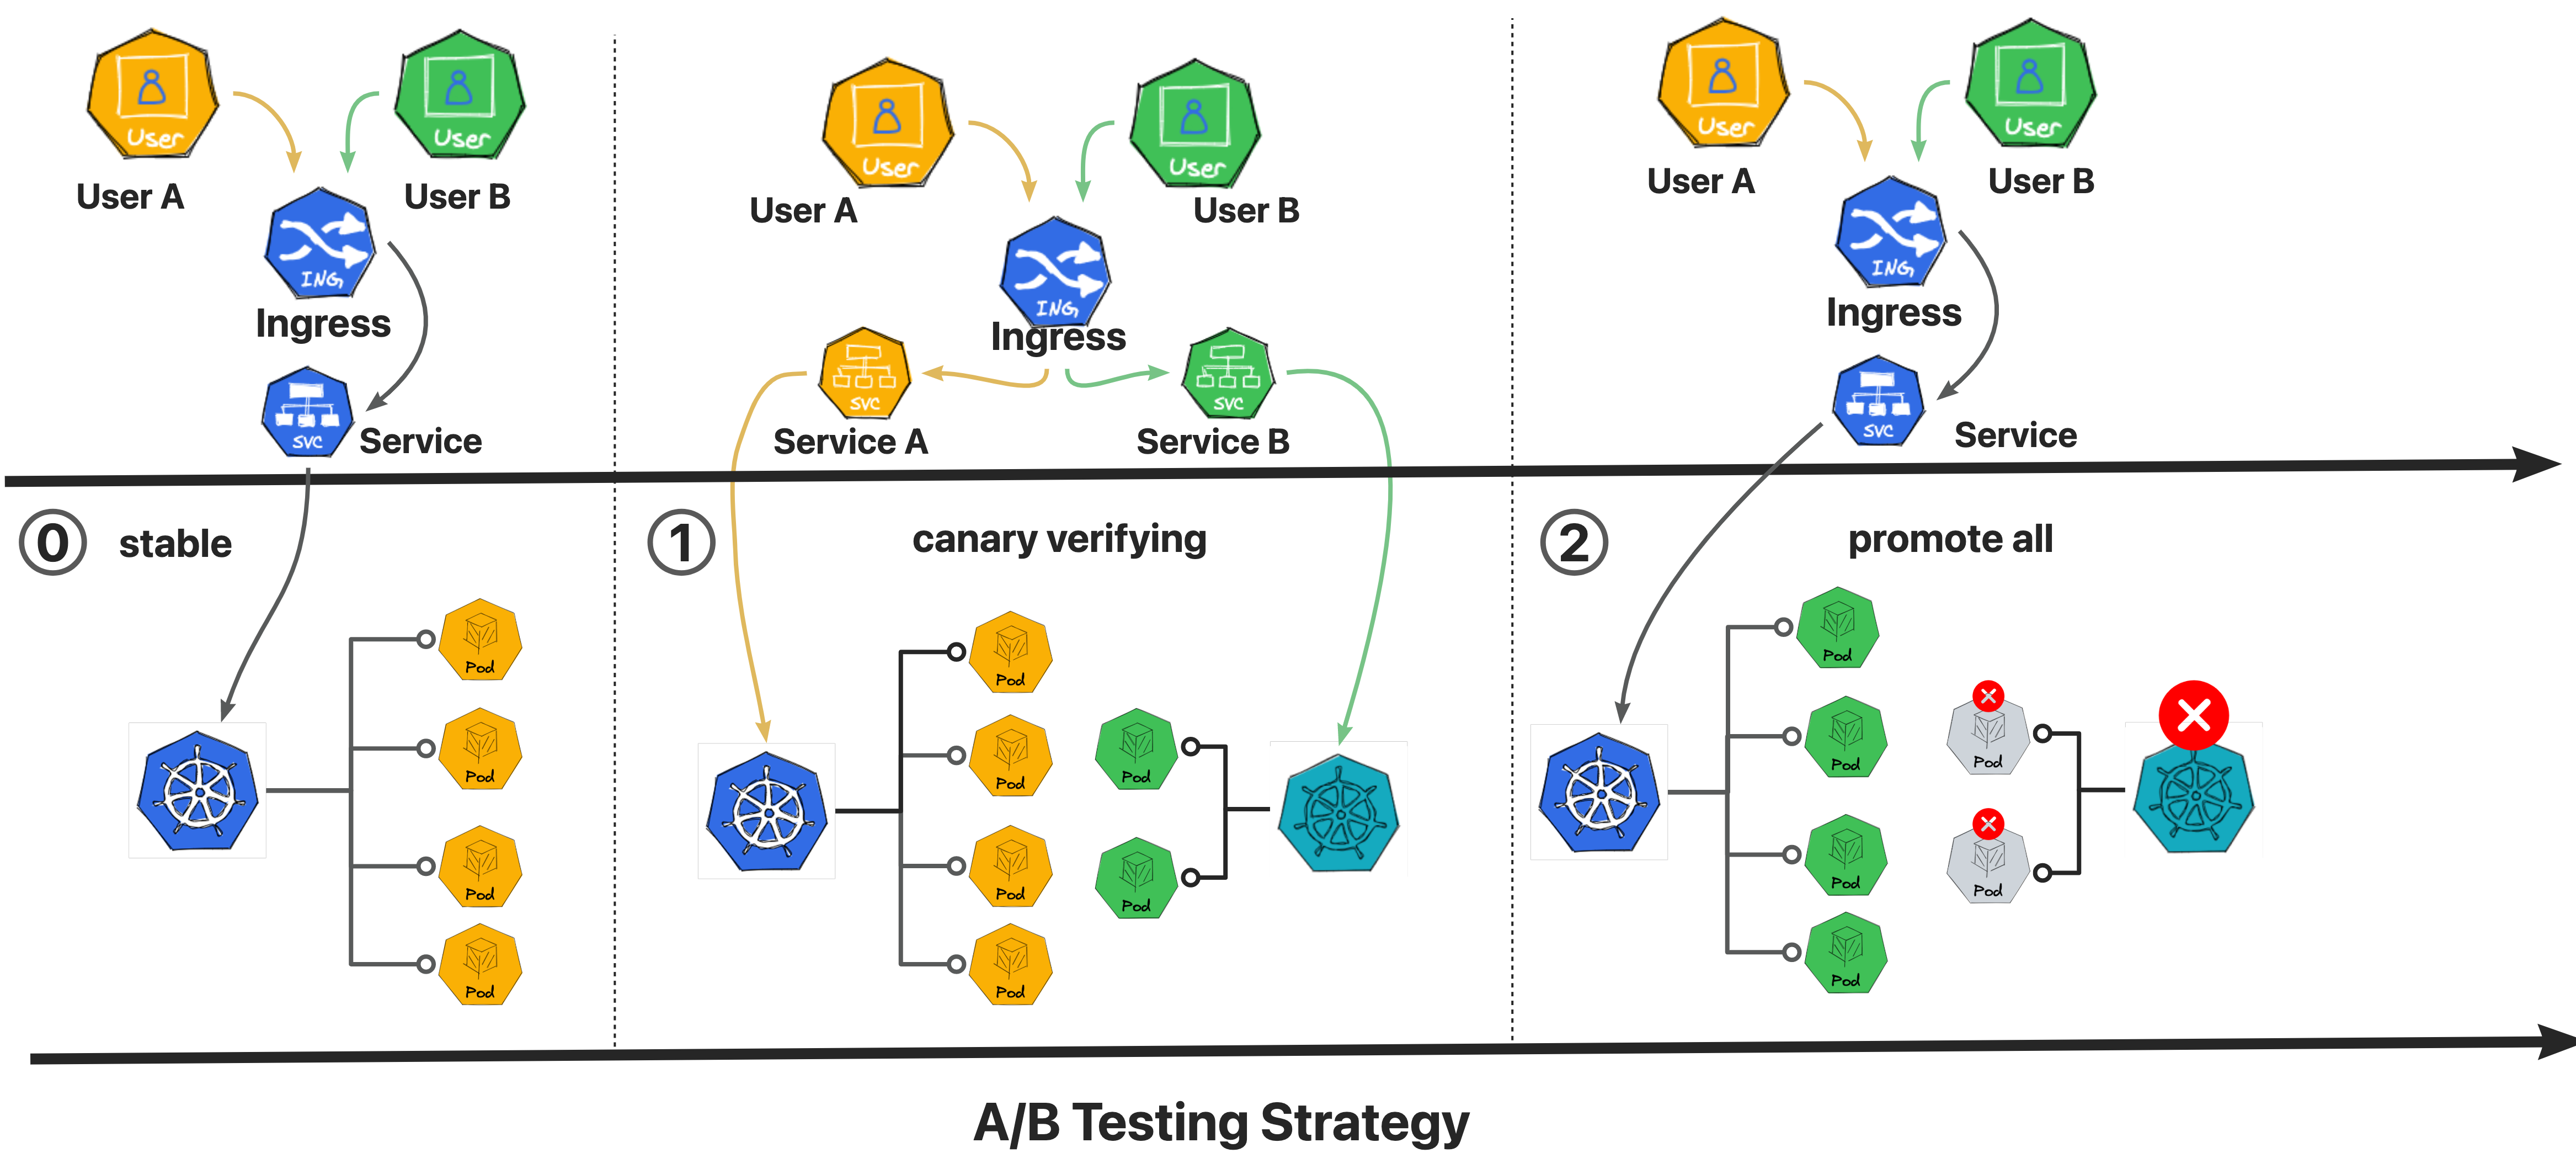 User
User
User A
User B
ING
Ingress
SVC
Service
User
User
User A
User B
ING
Ingress
SVC
SVC
Service A
Service B
User
User
User A
User B
ING
Ingress
SVC
Service
0 stable
Pod
Pod
Pod
Pod
1 canary verifying
Pod
Pod
Pod
Pod
Pod
Pod
2 promote all
Pod
Pod
Pod
Pod
Pod
Pod
A/B Testing Strategy